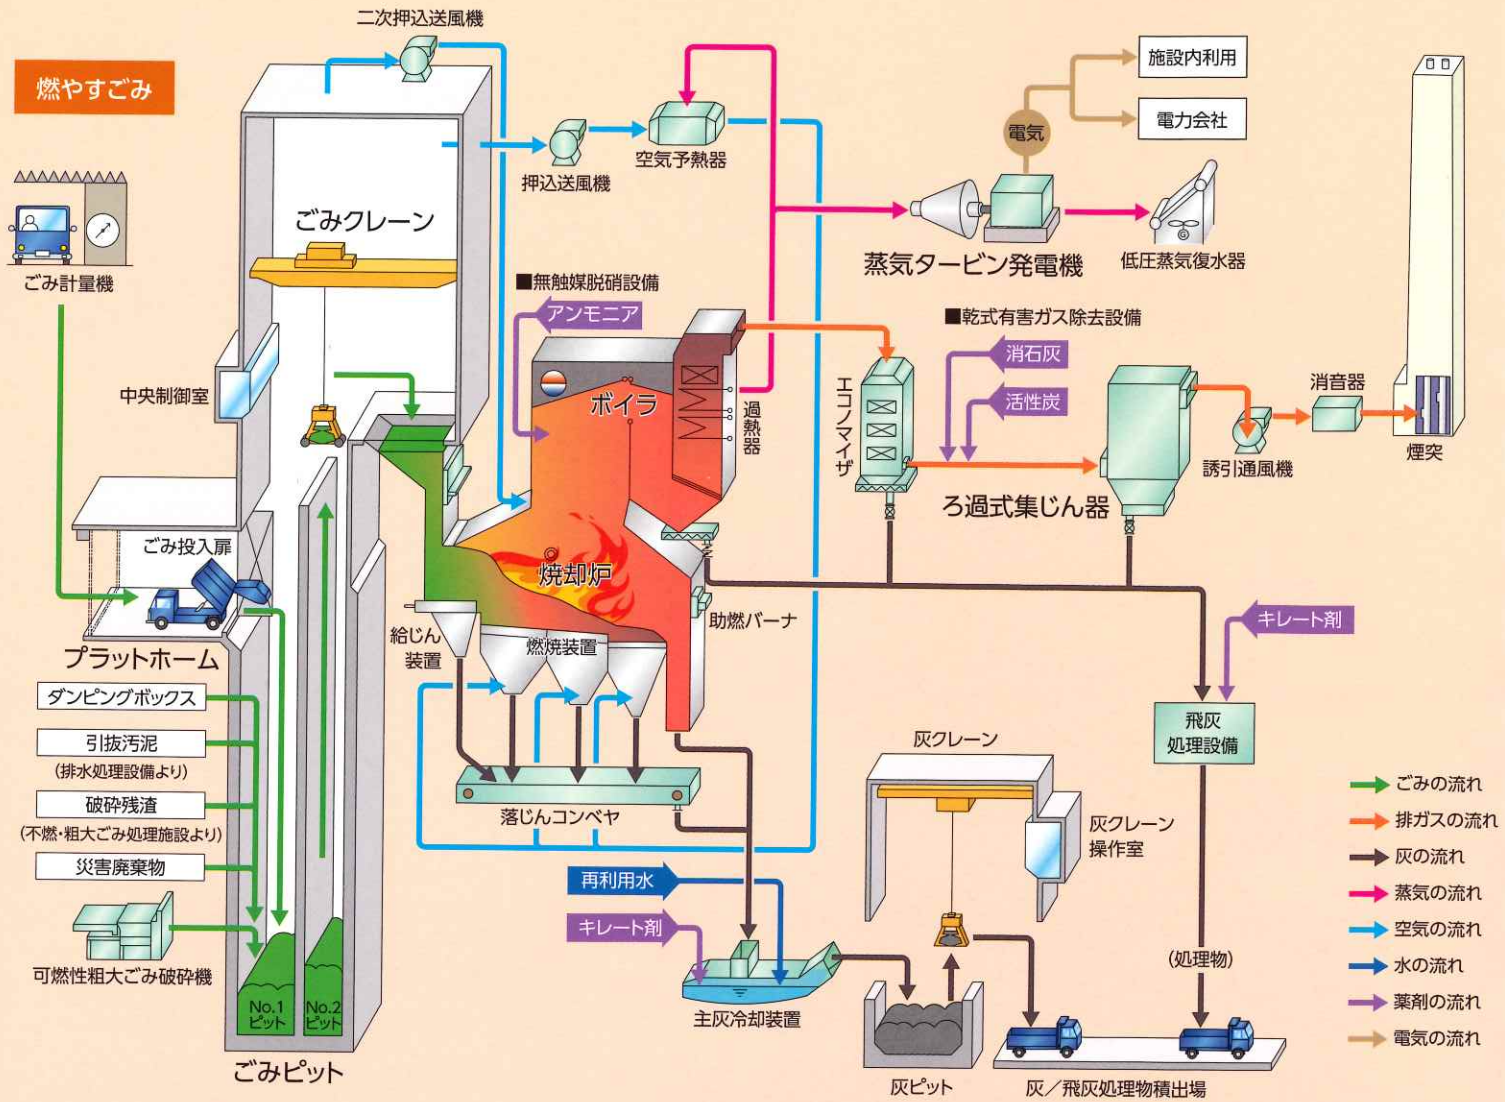 燃やすごみ
二次押込送風機
押込送風機
空気予熱器
電気
施設内利用
電力会社
ごみ計量機
ごみクレーン
蒸気タービン発電機
低圧蒸気復水器
■無触媒脱硝設備
アンモニア
■乾式有害ガス除去設備
消石灰
活性炭
中央制御室
ボイラ
過熱器
エコノマイザ
ろ過式集じん器
誘引通風機
消音器
煙突
ごみ投入扉
プラットホーム
焼却炉
給じん
装置
燃焼装置
助燃バーナ
キレート剤
飛灰
処理設備
ダンピングボックス
引抜汚泥
(排水処理設備より)
破砕残渣
(不燃・粗大ごみ処理施設より)
災害廃棄物
可燃性粗大ごみ破砕機
No.1
ピット
No.2
ピット
ごみピット
落じんコンベヤ
再利用水
キレート剤
主灰冷却装置
灰クレーン
灰クレーン
操作室
灰ピット
(処理物)
灰/飛灰処理物積出場
ごみの流れ
排ガスの流れ
灰の流れ
蒸気の流れ
空気の流れ
水の流れ
薬剤の流れ
電気の流れ